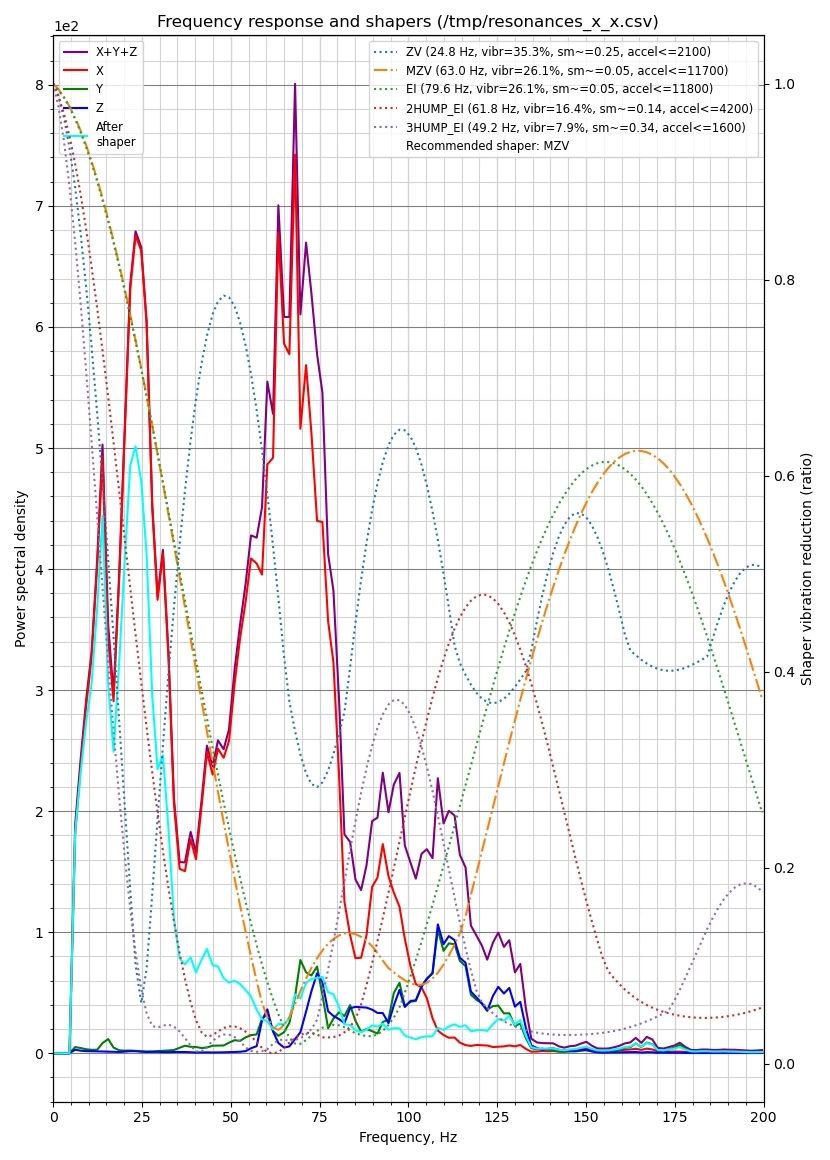 Frequency response and shapers (/tmp/resonances_x_x.csv)
1e2
X+Y+Z
X
Y
Z
After
shaper
ZV (24.8 Hz, vibr=35.3%, sm~=0.25, accel<=2100)
MZV (63.0 Hz, vibr=26.1%, sm~=0.05, accel<=11700)
EI (79.6 Hz, vibr=26.1%, sm~=0.05, accel<=11800)
2HUMP_EI (61.8 Hz, vibr=16.4%, sm~=0.14, accel<=4200)
3HUMP_EI (49.2 Hz, vibr=7.9%, sm~=0.34, accel<=1600)
Recommended shaper: MZV
8
7
6
5
4
3
2
1
0
Power spectral density
1.0
0.8
0.6
0.4
0.2
0.0
Shaper vibration reduction (ratio)
0 25 50 75 100 125 150 175 200
Frequency, Hz